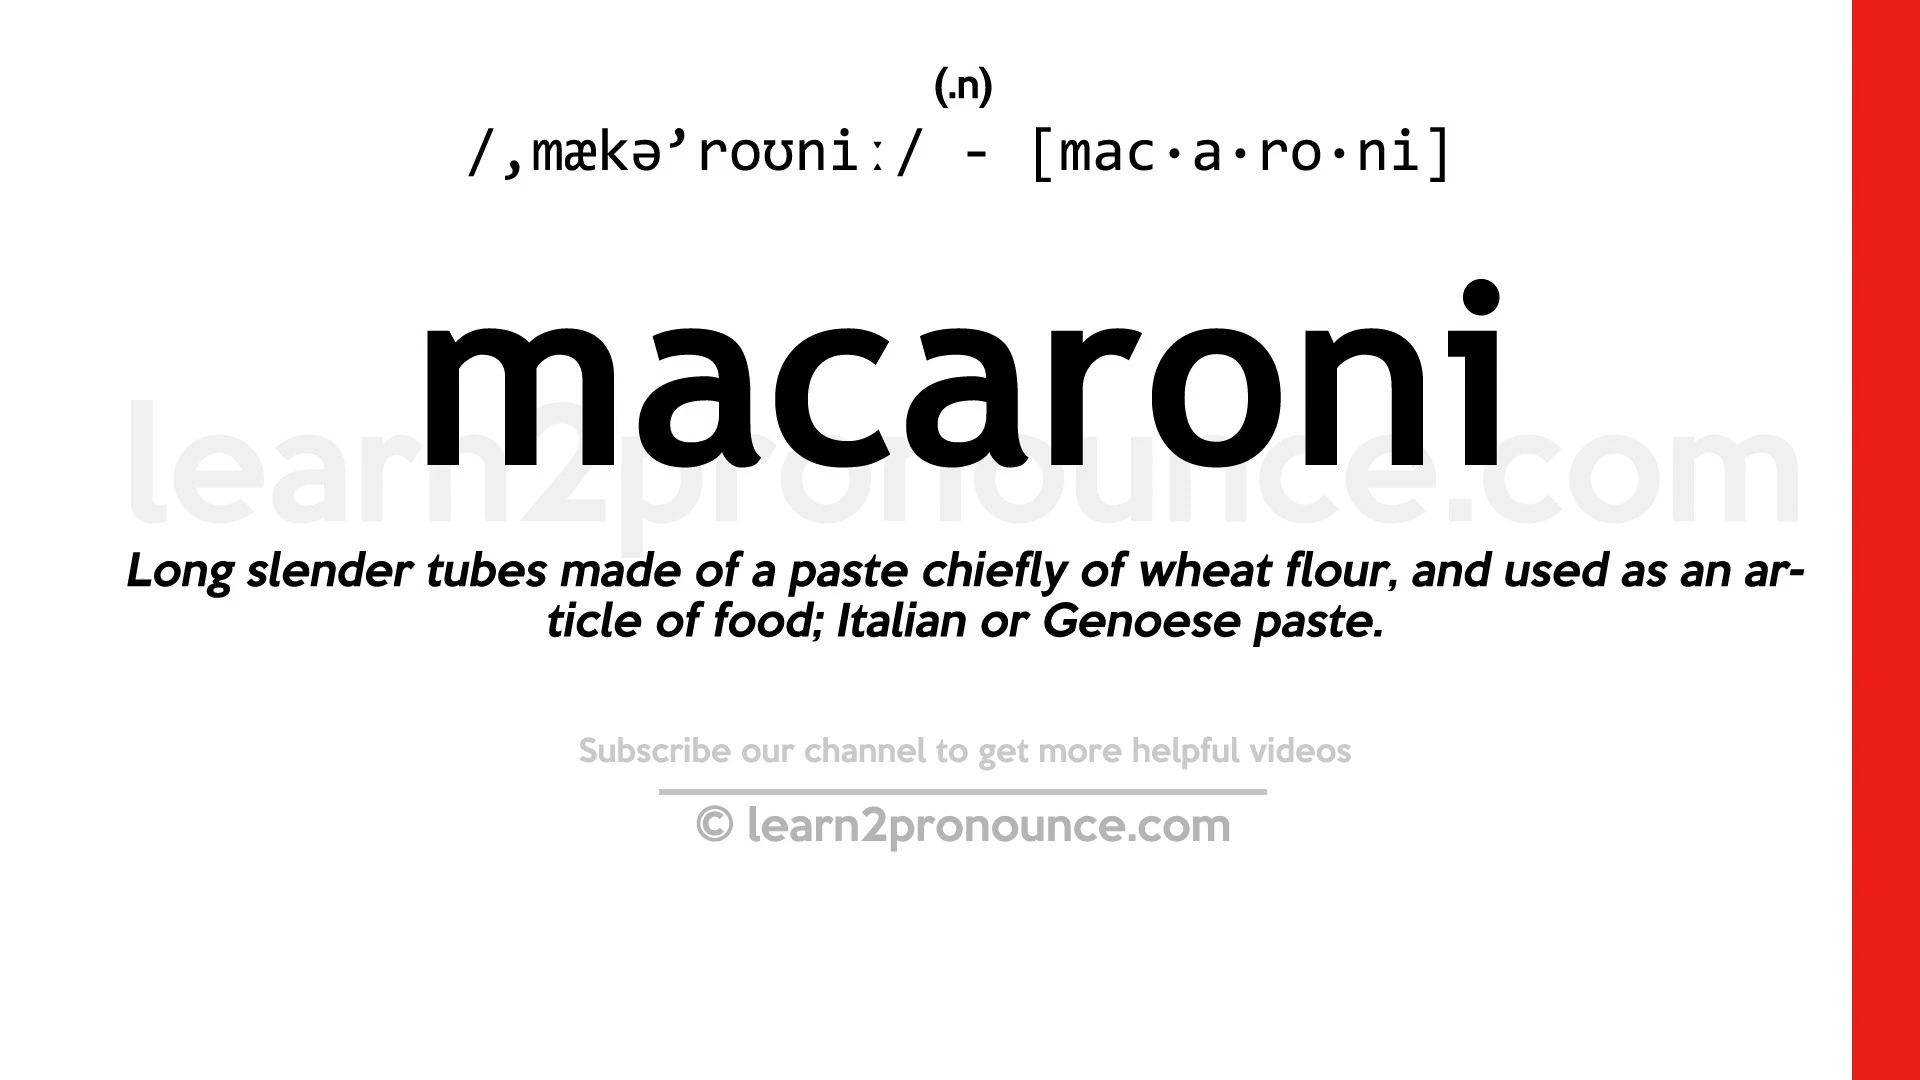 (.n)
/,mækə’roʊniː/ - [mac·a·ro·ni]
macaroni
learn2pronounce.com
Long slender tubes made of a paste chiefly of wheat flour, and used as an ar-
ticle of food; Italian or Genoese paste.
Subscribe our channel to get more helpful videos
© learn2pronounce.com